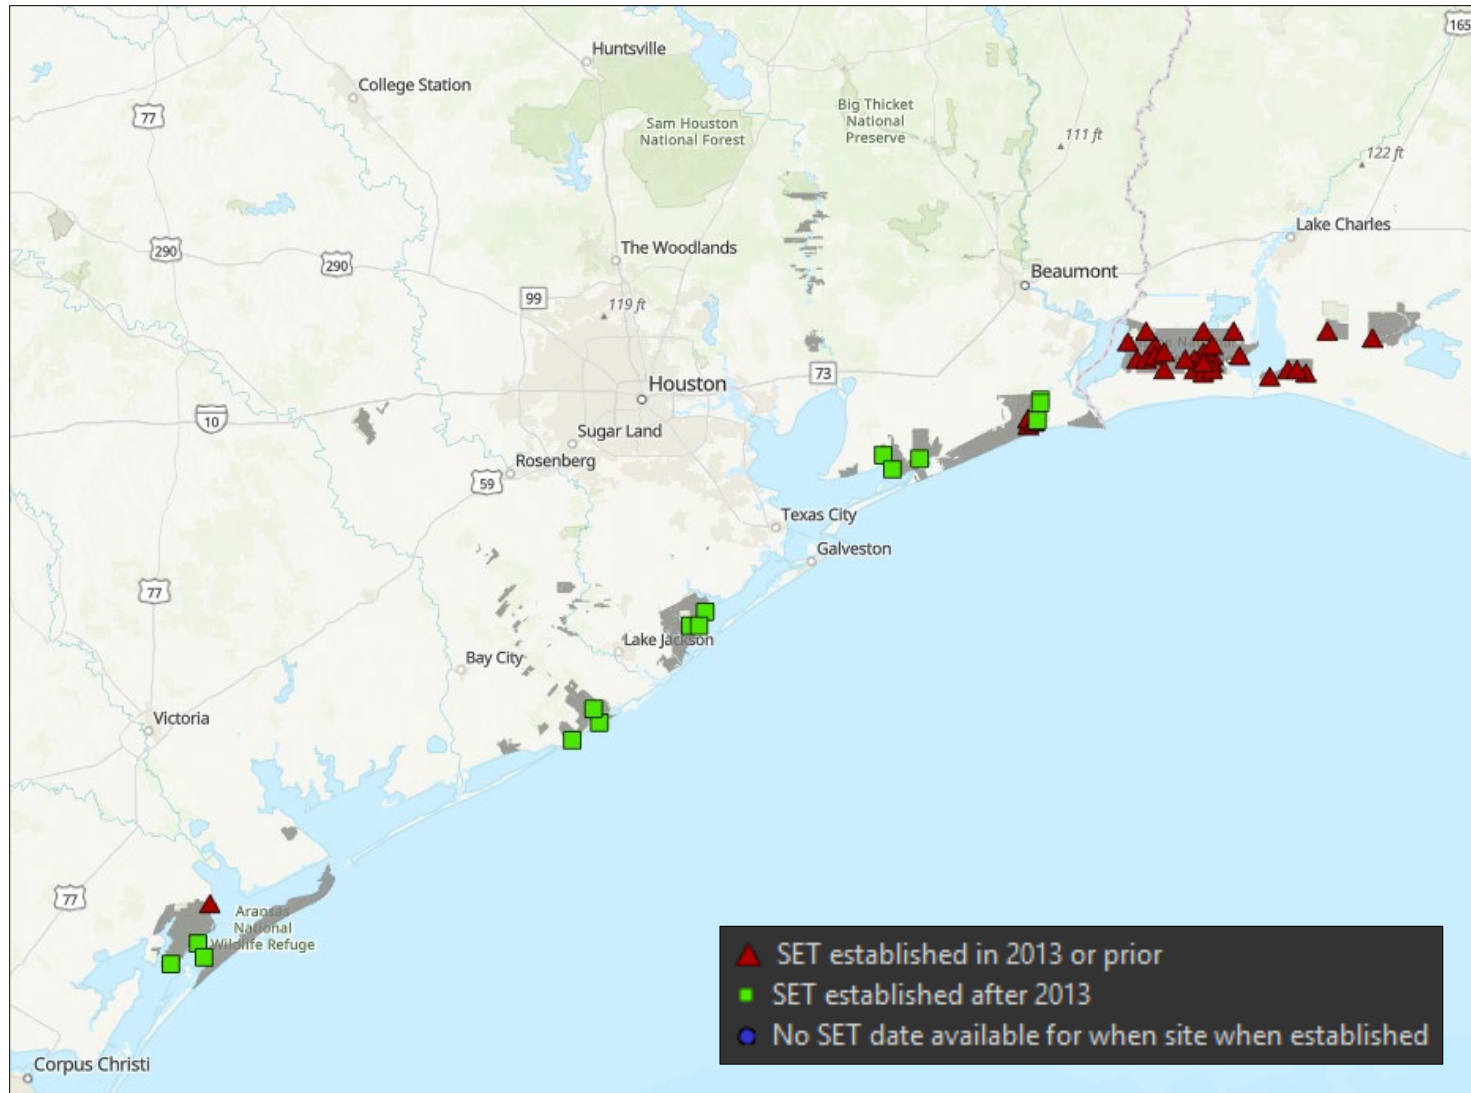 165
Huntsville
College Station
77
Big Thicket
National
Preserve
Sam Houston
National Forest
111 ft
122 ft
Lake Charles
290
290
The Woodlands
Beaumont
99
119 ft
73
Houston
10
Sugar Land
Rosenberg
59
Texas City
Galveston
77
Lake Jackson
Bay City
Victoria
77
Aransas
National
Wildlife Refuge
SET established in 2013 or prior
SET established after 2013
No SET date available for when site when established
Corpus Christi